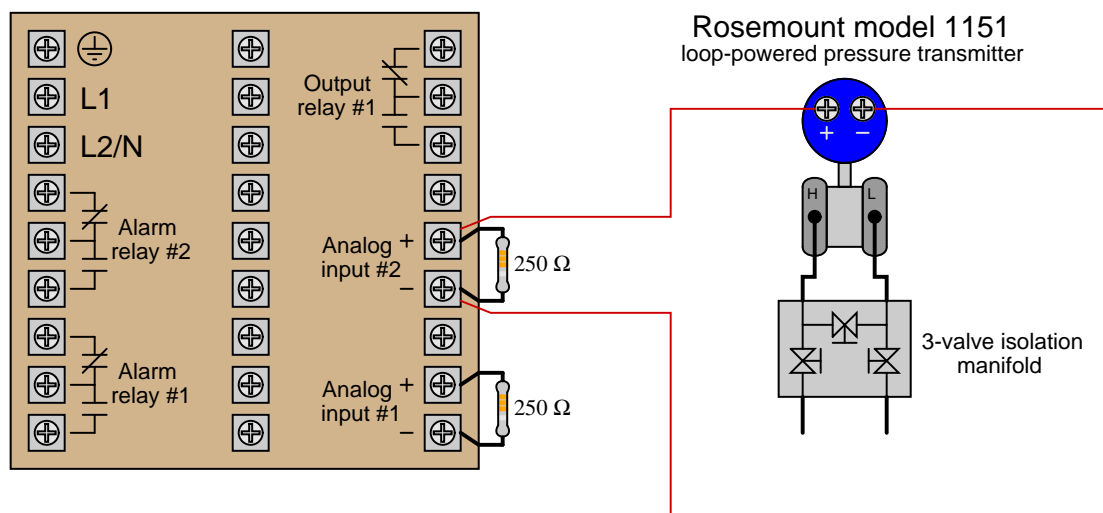 L1
L2/N
Alarm
relay #2
Alarm
relay #1
Output
relay #1
Analog
input #2
+
−
250 Ω
Analog
input #1
+
−
250 Ω
Rosemount model 1151
loop-powered pressure transmitter
+ −
H L
3-valve isolation
manifold